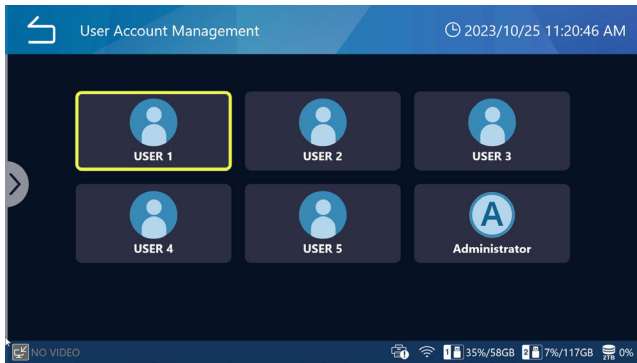 User Account Management
2023/10/25 11:20:46 AM
USER 1
USER 2
USER 3
USER 4
USER 5
A
Administrator
NO VIDEO
1 35%/58GB 2 7%/117GB 2TB 0%